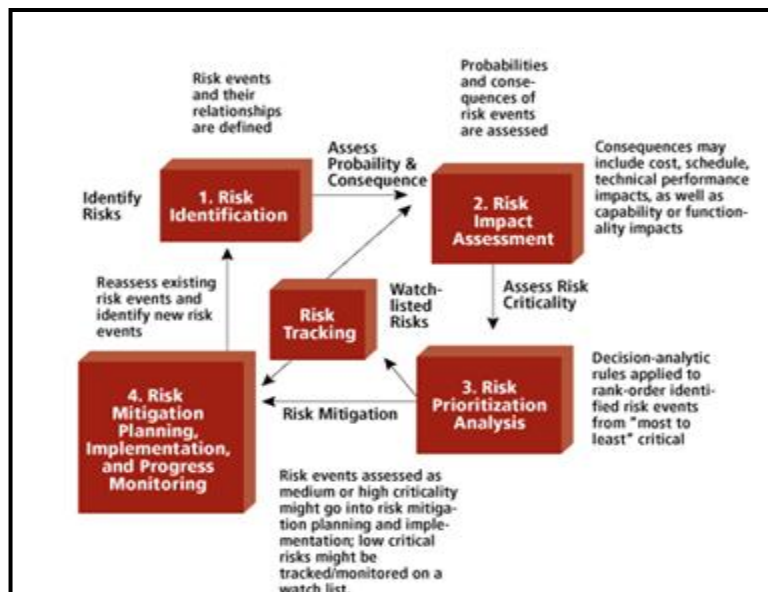 Risk events
and their
relationships
are defined
Probabilities
and conse-
quences of
risk events
are assessed
Identify
Risks
1. Risk
Identification
Assess
Probaility &
Consequence
2. Risk
Impact
Assessment
Consequences may
include cost, schedule,
technical performance
impacts, as well as
capability or function-
ality impacts
Reassess existing
risk events and
identify new risk
events
Risk
Tracking
Watch-
listed
Risks
Assess Risk
Criticality
4. Risk
Mitigation
Planning,
Implementation,
and Progress
Monitoring
Risk Mitigation
3. Risk
Prioritization
Analysis
Decision-analytic
rules applied to
rank-order identi-
fied risk events
from "most to
least" critical
Risk events assessed as
medium or high criticality
might go into risk mitiga-
tion planning and imple-
mentation; low critical
risks might be
tracked/monitored on a
watch list.